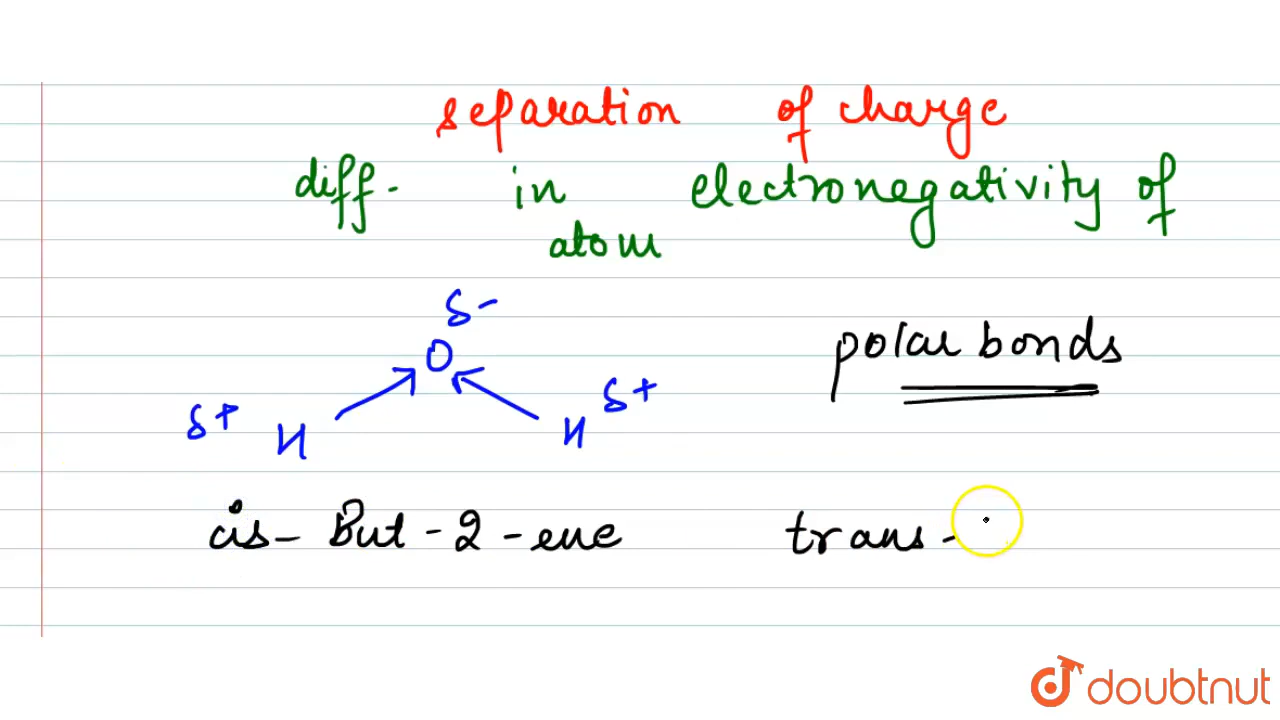 separation of charge
diff. in electronegativity of
atom
δ-
O
polar bonds
δ+ H H δ+
cis- But-2-ene trans-
doubtnut